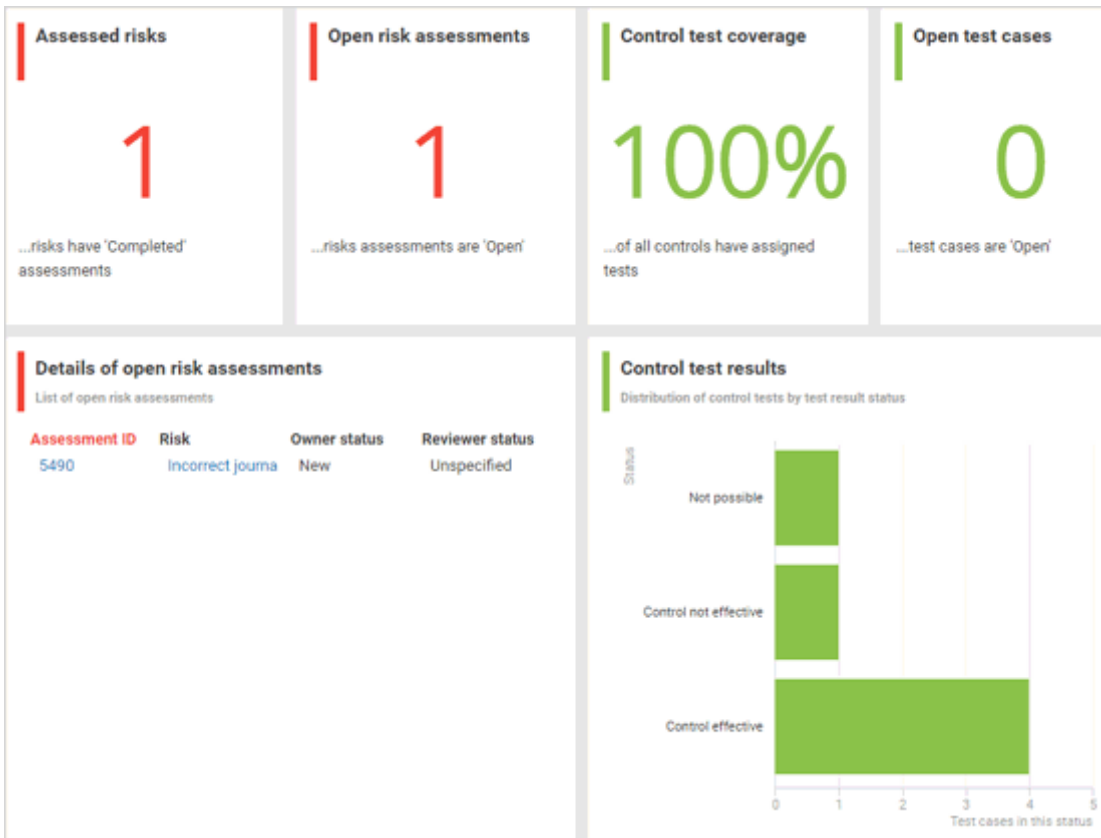 Assessed risks
1
...risks have 'Completed'
assessments
Open risk assessments
1
...risks assessments are 'Open'
Control test coverage
100%
...of all controls have assigned
tests
Open test cases
0
...test cases are 'Open'
Details of open risk assessments
List of open risk assessments
Assessment ID Risk Owner status Reviewer status
5490 Incorrect journa New Unspecified
Control test results
Distribution of control tests by test result status
Status
Not possible
Control not effective
Control effective
0 1 2 3 4 5
Test cases in this status